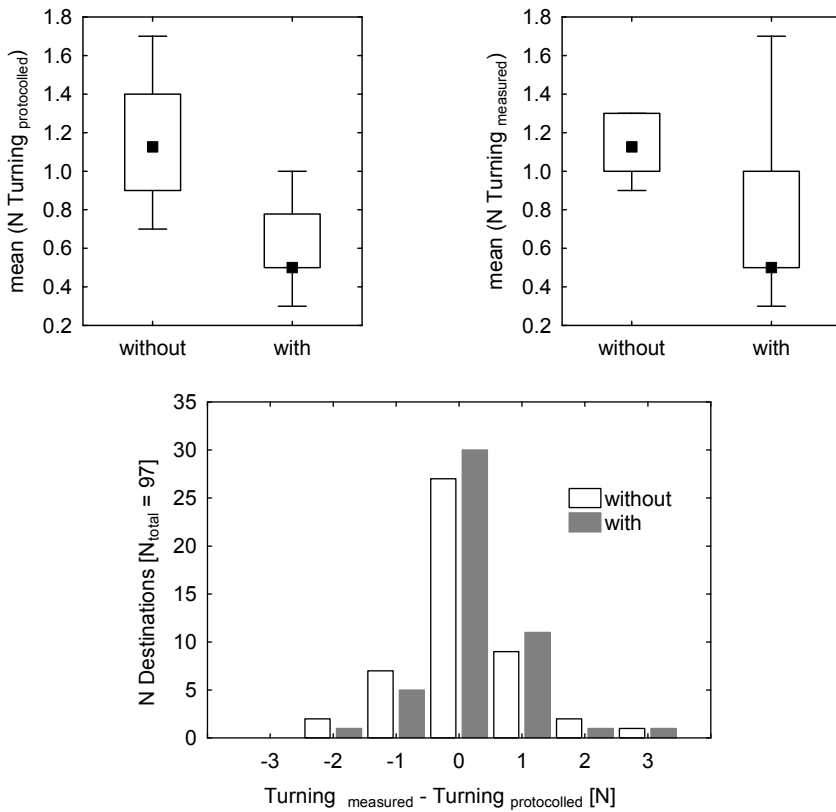 mean (N Turning protocolled)
1.8
1.6
1.4
1.2
1.0
0.8
0.6
0.4
0.2
without with
mean (N Turning measured)
1.8
1.6
1.4
1.2
1.0
0.8
0.6
0.4
0.2
without with
N Destinations [Ntotal = 97]
35
30
25
20
15
10
5
0
without
with
-3 -2 -1 0 1 2 3
Turning measured - Turning protocolled [N]